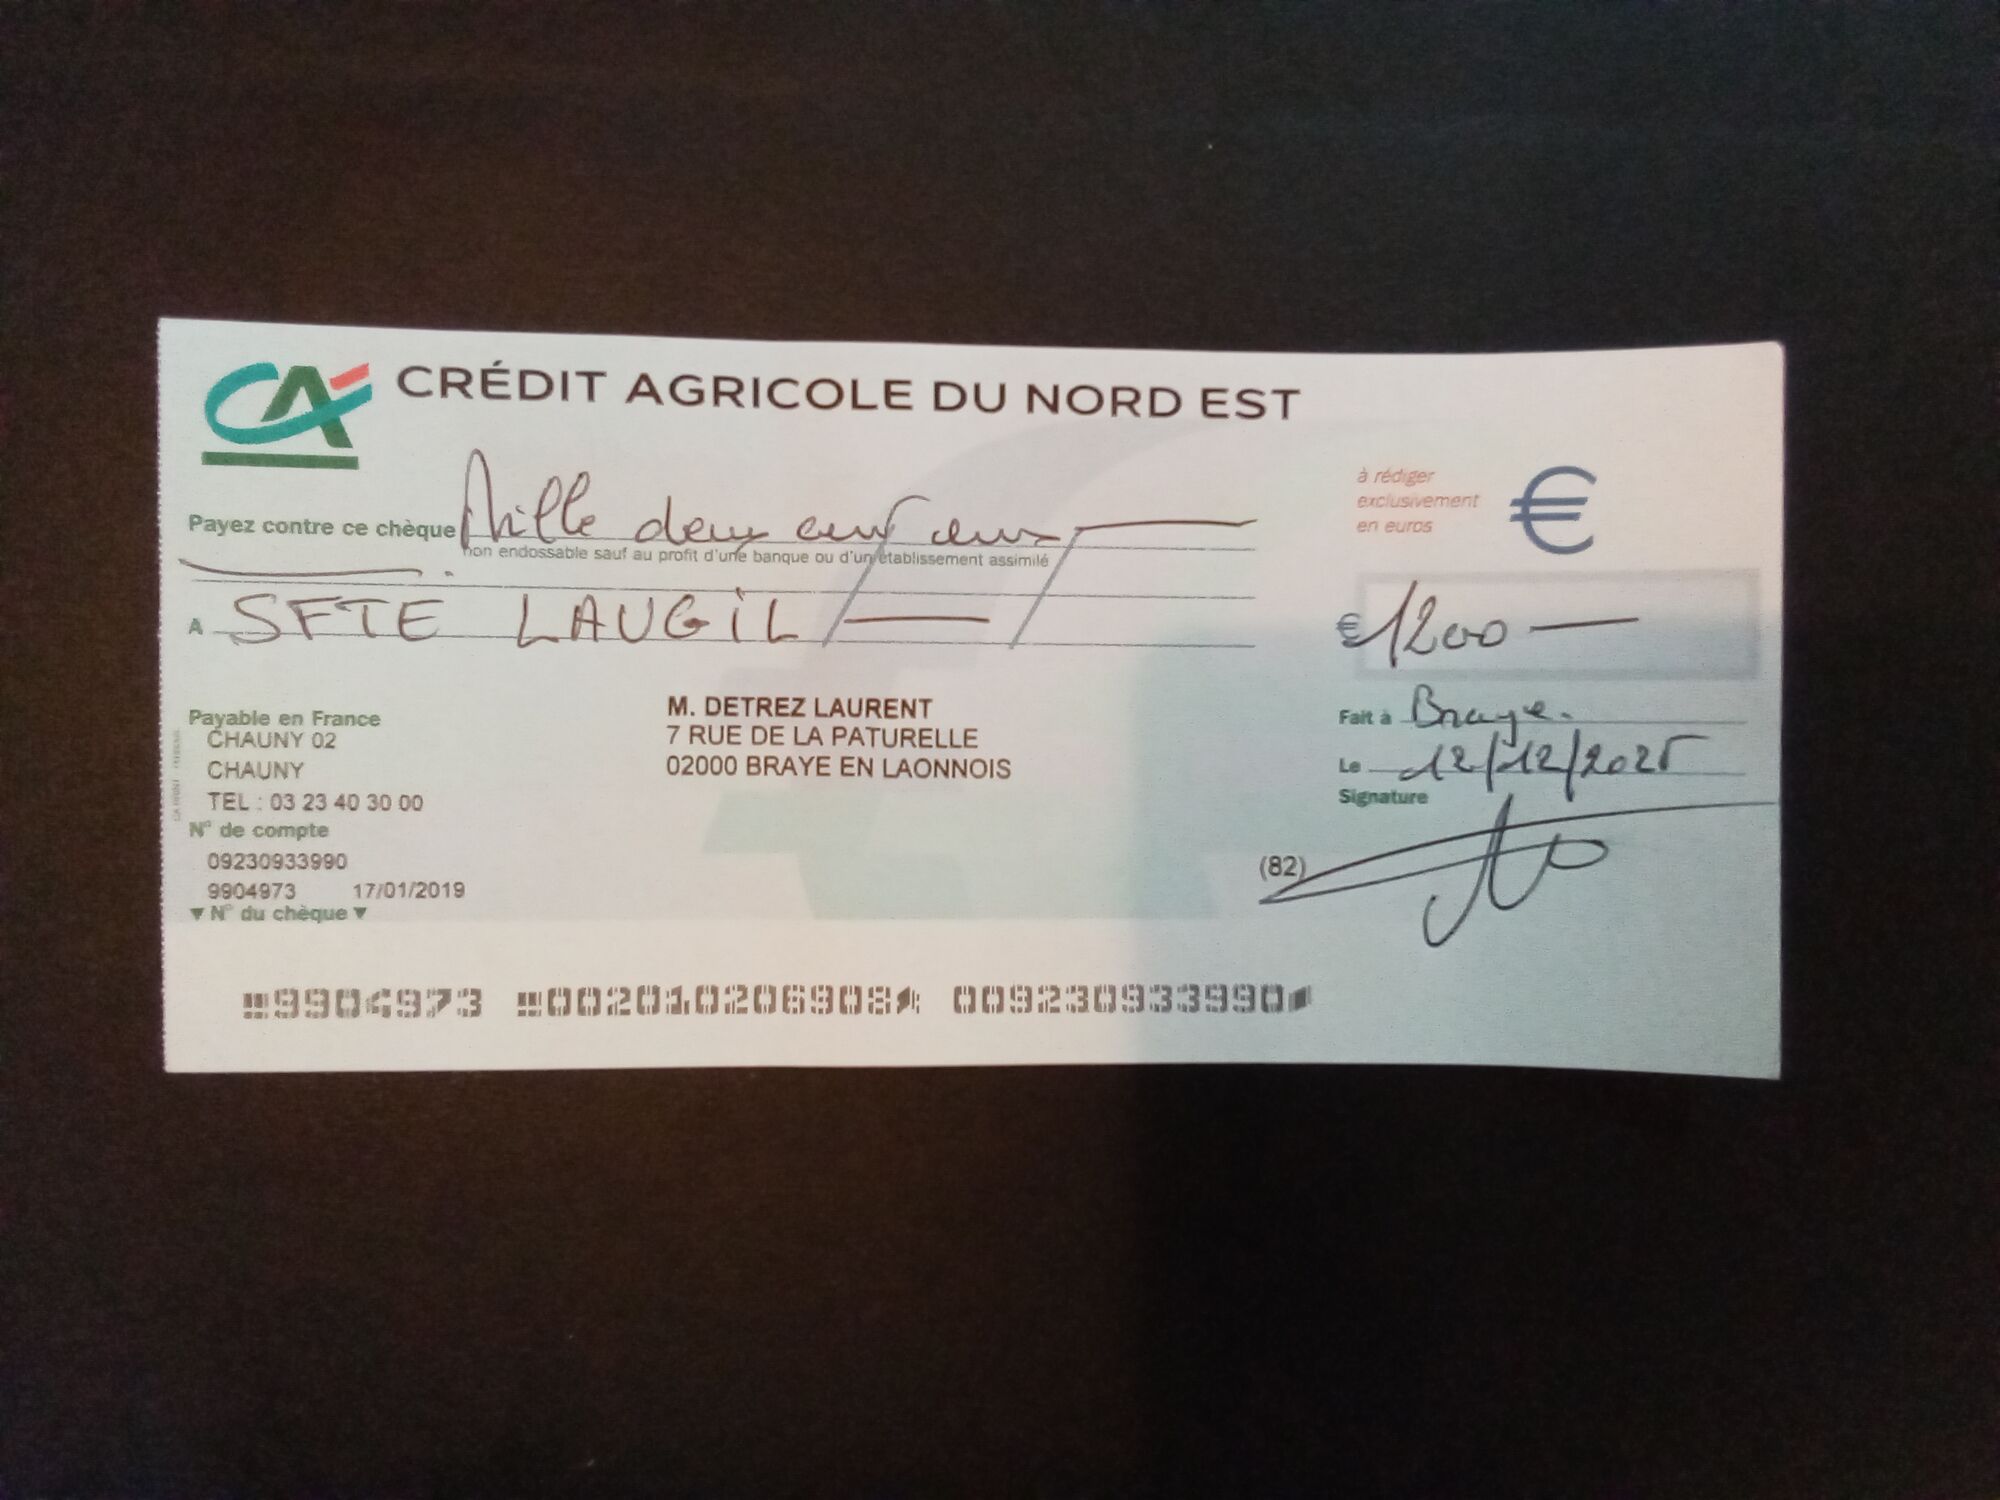 CA CRÉDIT AGRICOLE DU NORD EST
à rédiger
exclusivement
en euros
€
Payez contre ce chèque Mille deux cent euros
non endossable sauf au profit d'une banque ou d'un établissement assimilé
A SFTE LAUGIL
€ 1200
Payable en France
CHAUNY 02
CHAUNY
TEL : 03 23 40 30 00
N° de compte
09230933990
9904973 17/01/2019
▼ N° du chèque ▼
M. DETREZ LAURENT
7 RUE DE LA PATURELLE
02000 BRAYE EN LAONNOIS
Fait à Braye.
Le 12/12/2025
Signature
(82)
9904973 002010206908 009230933990